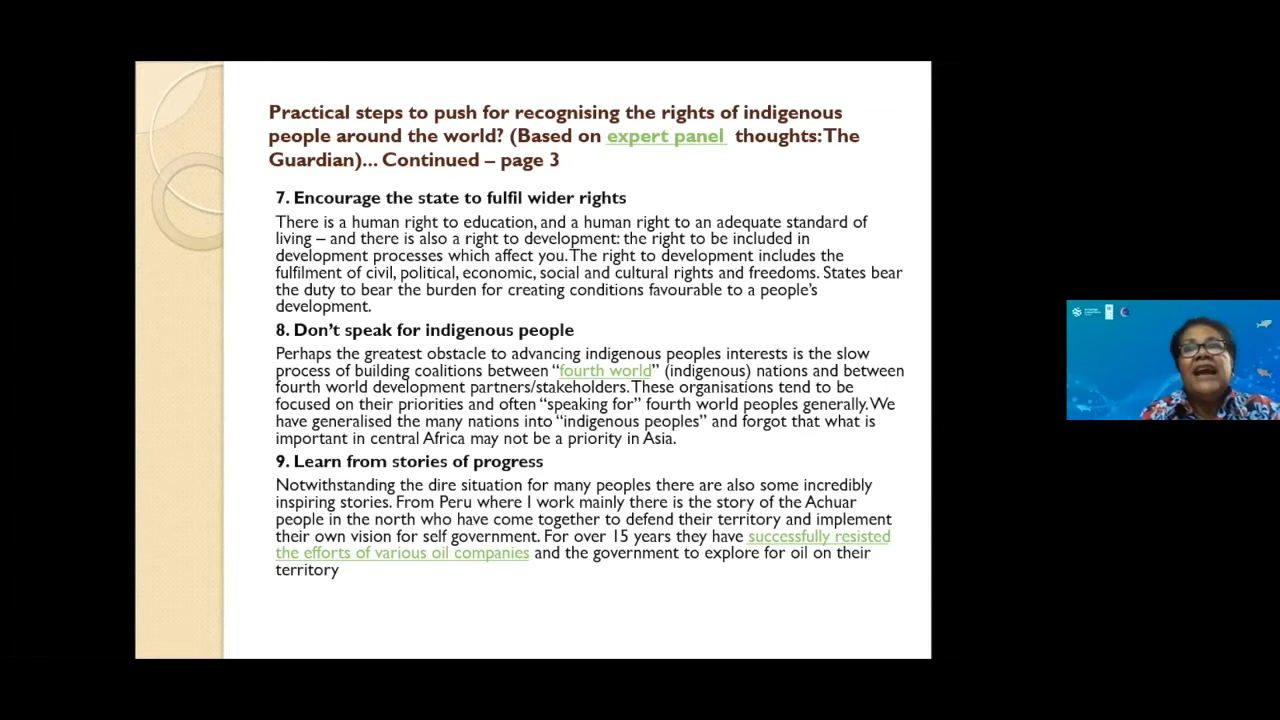 Practical steps to push for recognising the rights of indigenous
people around the world? (Based on expert panel thoughts: The
Guardian)... Continued – page 3
7. Encourage the state to fulfil wider rights
There is a human right to education, and a human right to an adequate standard of
living – and there is also a right to development: the right to be included in
development processes which affect you. The right to development includes the
fulfilment of civil, political, economic, social and cultural rights and freedoms. States bear
the duty to bear the burden for creating conditions favourable to a people’s
development.
8. Don’t speak for indigenous people
Perhaps the greatest obstacle to advancing indigenous peoples interests is the slow
process of building coalitions between “fourth world” (indigenous) nations and between
fourth world development partners/stakeholders. These organisations tend to be
focused on their priorities and often “speaking for” fourth world peoples generally. We
have generalised the many nations into “indigenous peoples” and forgot that what is
important in central Africa may not be a priority in Asia.
9. Learn from stories of progress
Notwithstanding the dire situation for many peoples there are also some incredibly
inspiring stories. From Peru where I work mainly there is the story of the Achuar
people in the north who have come together to defend their territory and implement
their own vision for self government. For over 15 years they have successfully resisted
the efforts of various oil companies and the government to explore for oil on their
territory